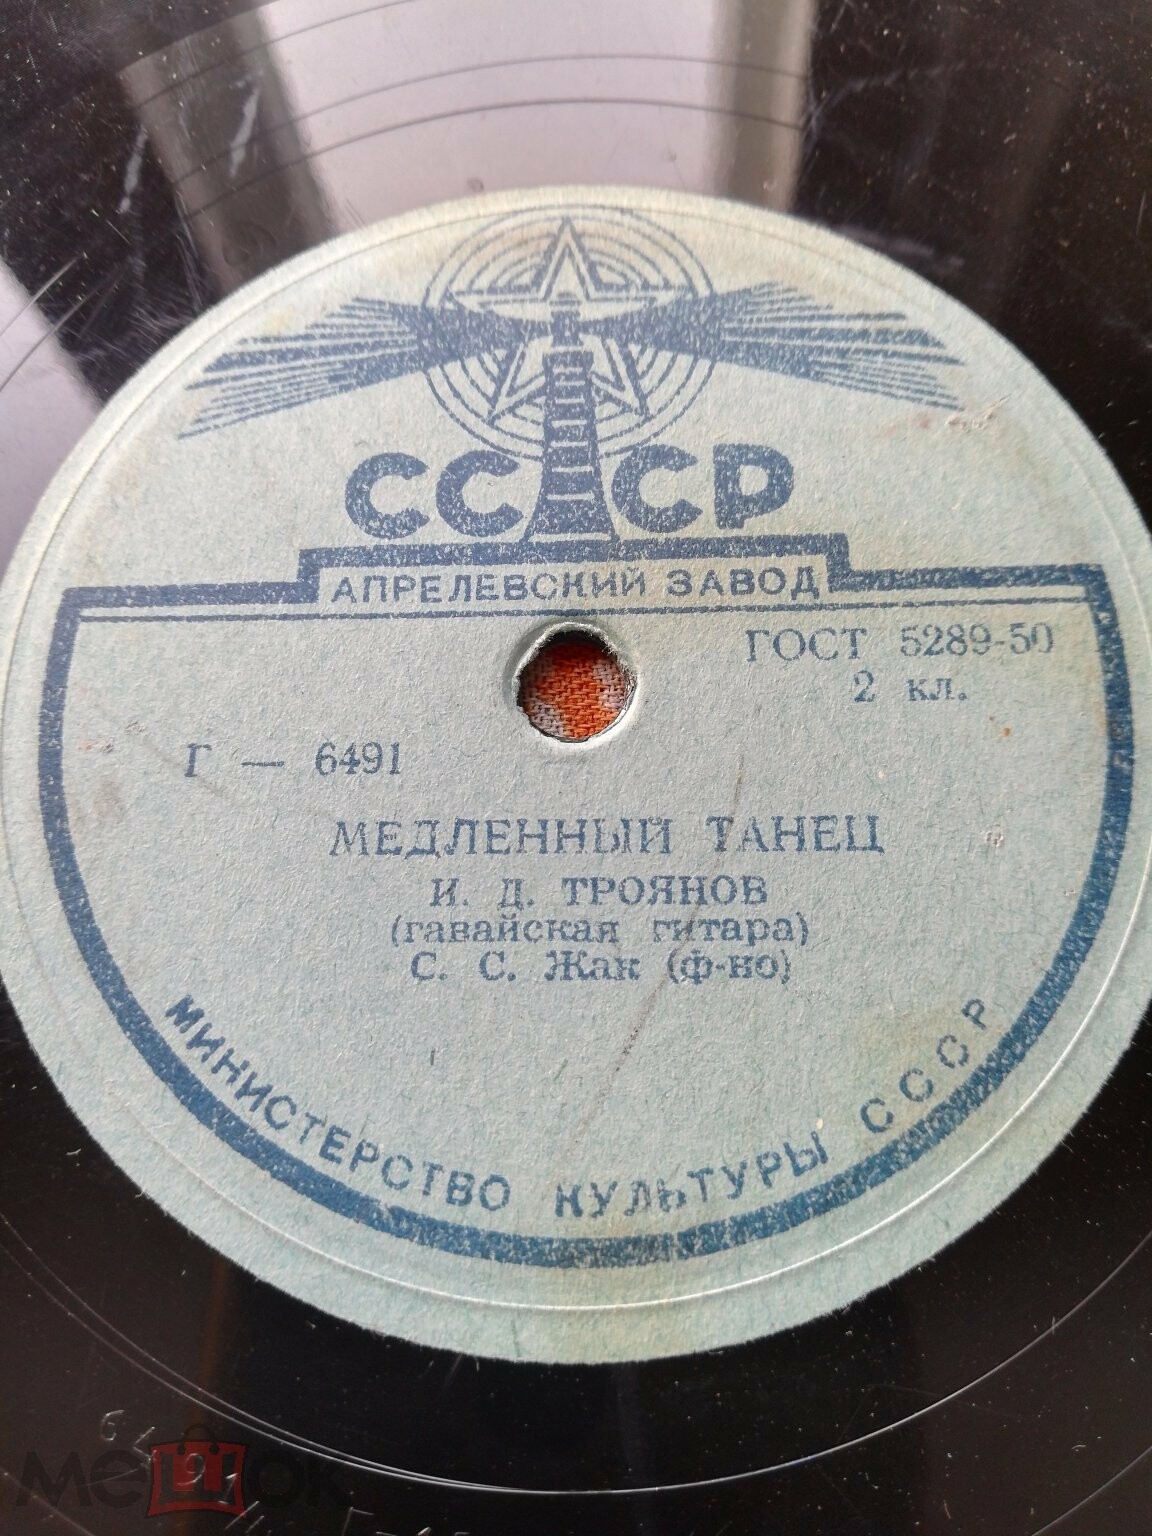 СССР
АПРЕЛЕВСКИЙ ЗАВОД
ГОСТ 5289-50
2 кл.
Г — 6491
МЕДЛЕННЫЙ ТАНЕЦ
И. Д. ТРОЯНОВ
(гавайская гитара)
С. С. Жак (ф-но)
МИНИСТЕРСТВО КУЛЬТУРЫ СССР
мешок